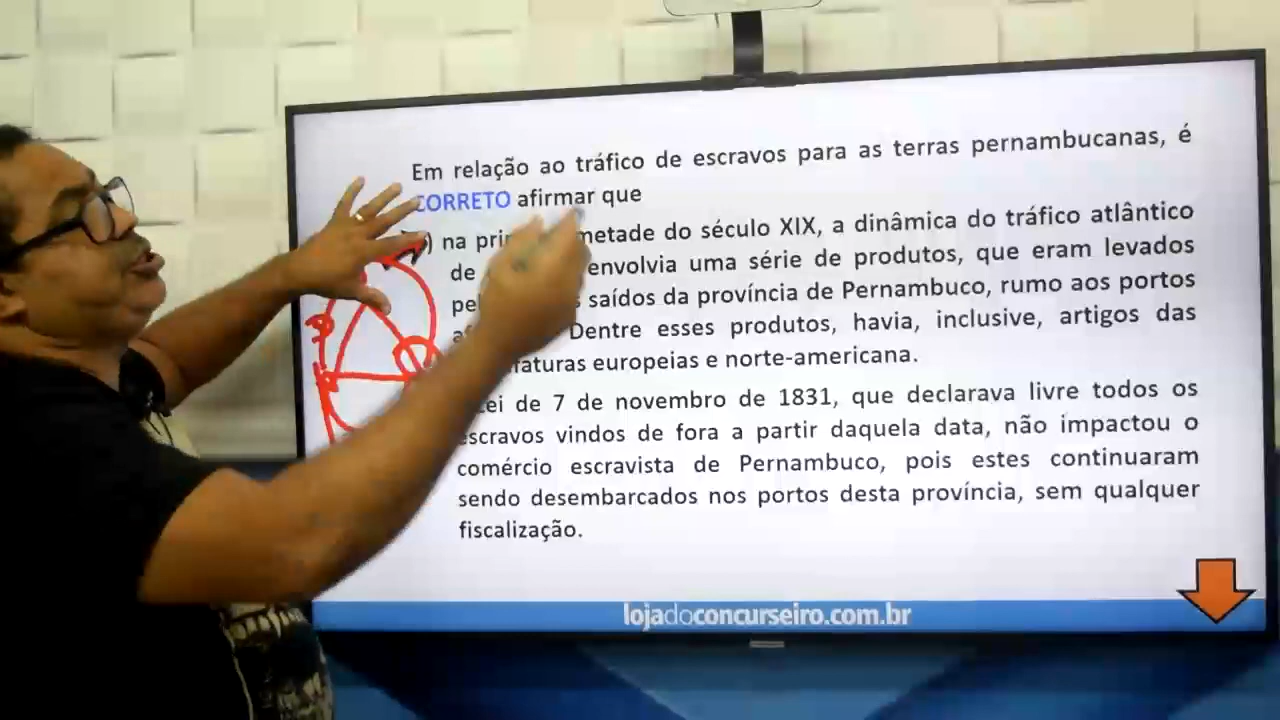 Em relação ao tráfico de escravos para as terras pernambucanas, é
CORRETO afirmar que
) na metade do século XIX, a dinâmica do tráfico atlântico
de envolvia uma série de produtos, que eram levados
saídos da província de Pernambuco, rumo aos portos
Dentre esses produtos, havia, inclusive, artigos das
europeias e norte-americana.
Lei de 7 de novembro de 1831, que declarava livre todos os
escravos vindos de fora a partir daquela data, não impactou o
comércio escravista de Pernambuco, pois estes continuaram
sendo desembarcados nos portos desta província, sem qualquer
fiscalização.
lojadoconcurseiro.com.br